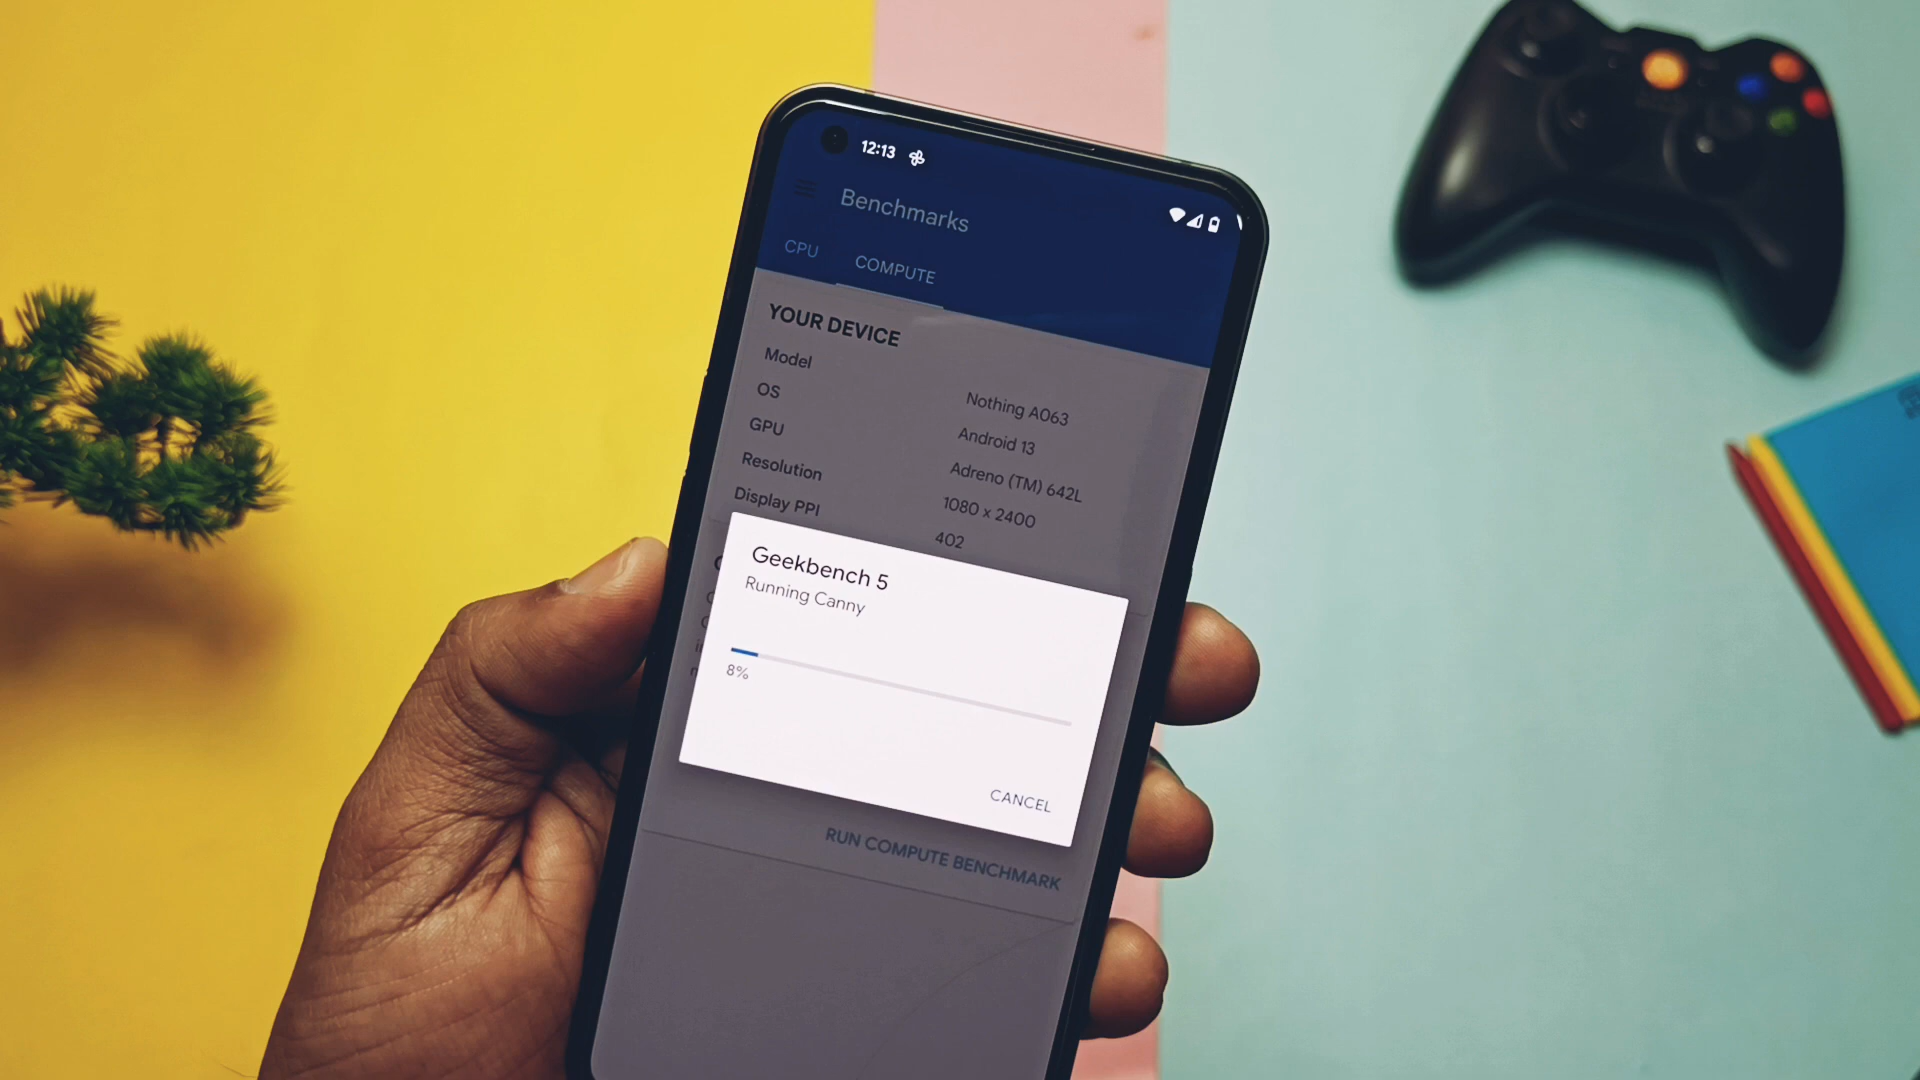 12:13
Benchmarks
CPU COMPUTE
YOUR DEVICE
Model Nothing A063
OS Android 13
GPU Adreno (TM) 642L
Resolution 1080 x 2400
Display PPI 402
Geekbench 5
Running Canny
8%
CANCEL
RUN COMPUTE BENCHMARK